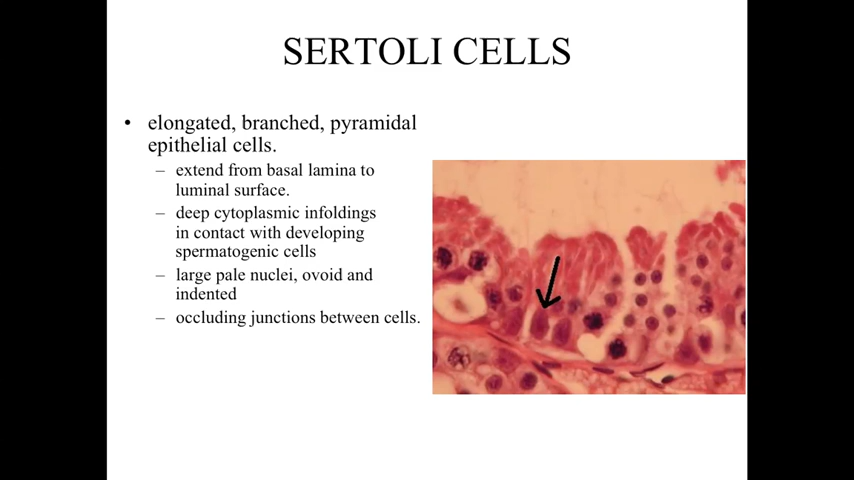 SERTOLI CELLS
• elongated, branched, pyramidal
epithelial cells.
– extend from basal lamina to
luminal surface.
– deep cytoplasmic infoldings
in contact with developing
spermatogenic cells
– large pale nuclei, ovoid and
indented
– occluding junctions between cells.